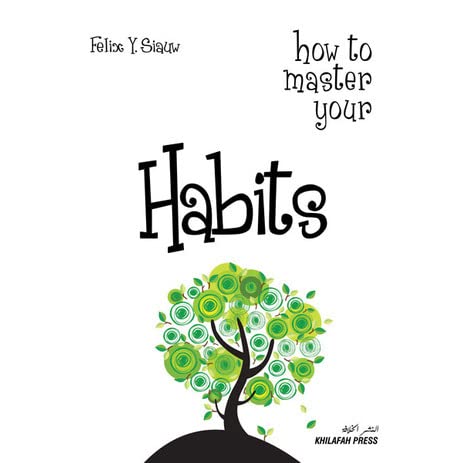 Felix Y. Siauw
how to
master
your
Habits
KHILAFAH PRESS